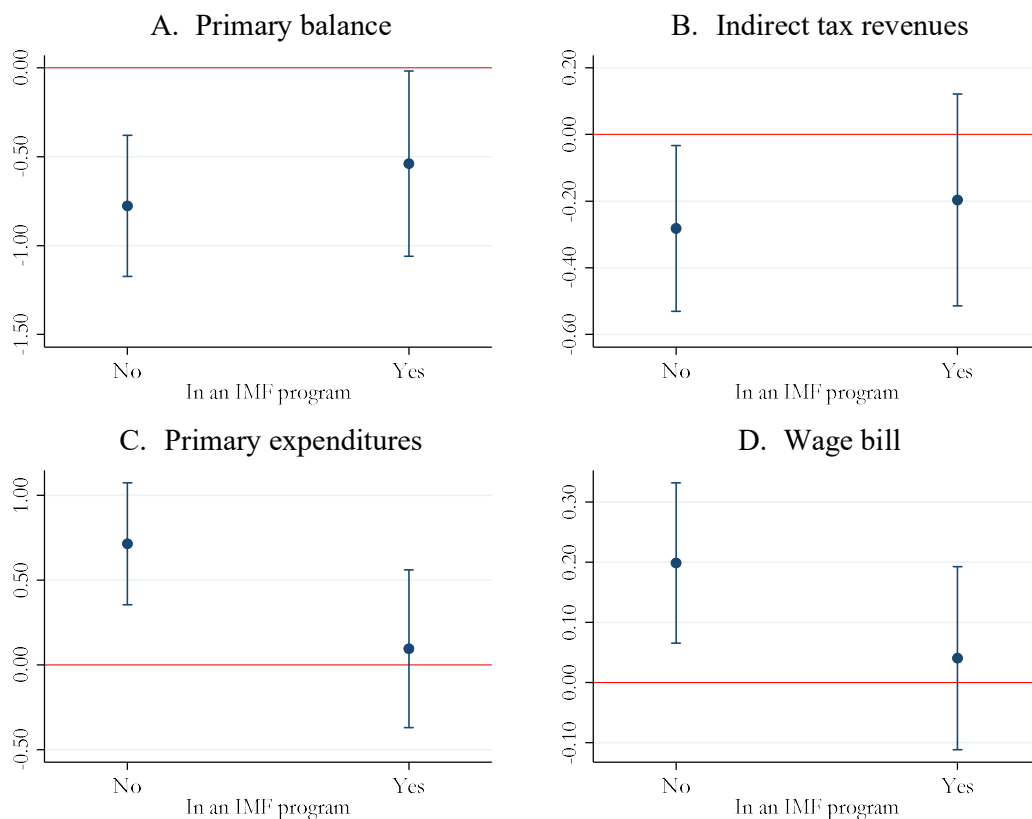 A. Primary balance
0.00
-0.50
-1.00
-1.50
No
Yes
In an IMF program
B. Indirect tax revenues
0.20
0.00
-0.20
-0.40
-0.60
No
Yes
In an IMF program
C. Primary expenditures
1.00
0.50
0.00
-0.50
No
Yes
In an IMF program
D. Wage bill
0.30
0.20
0.10
0.00
-0.10
No
Yes
In an IMF program